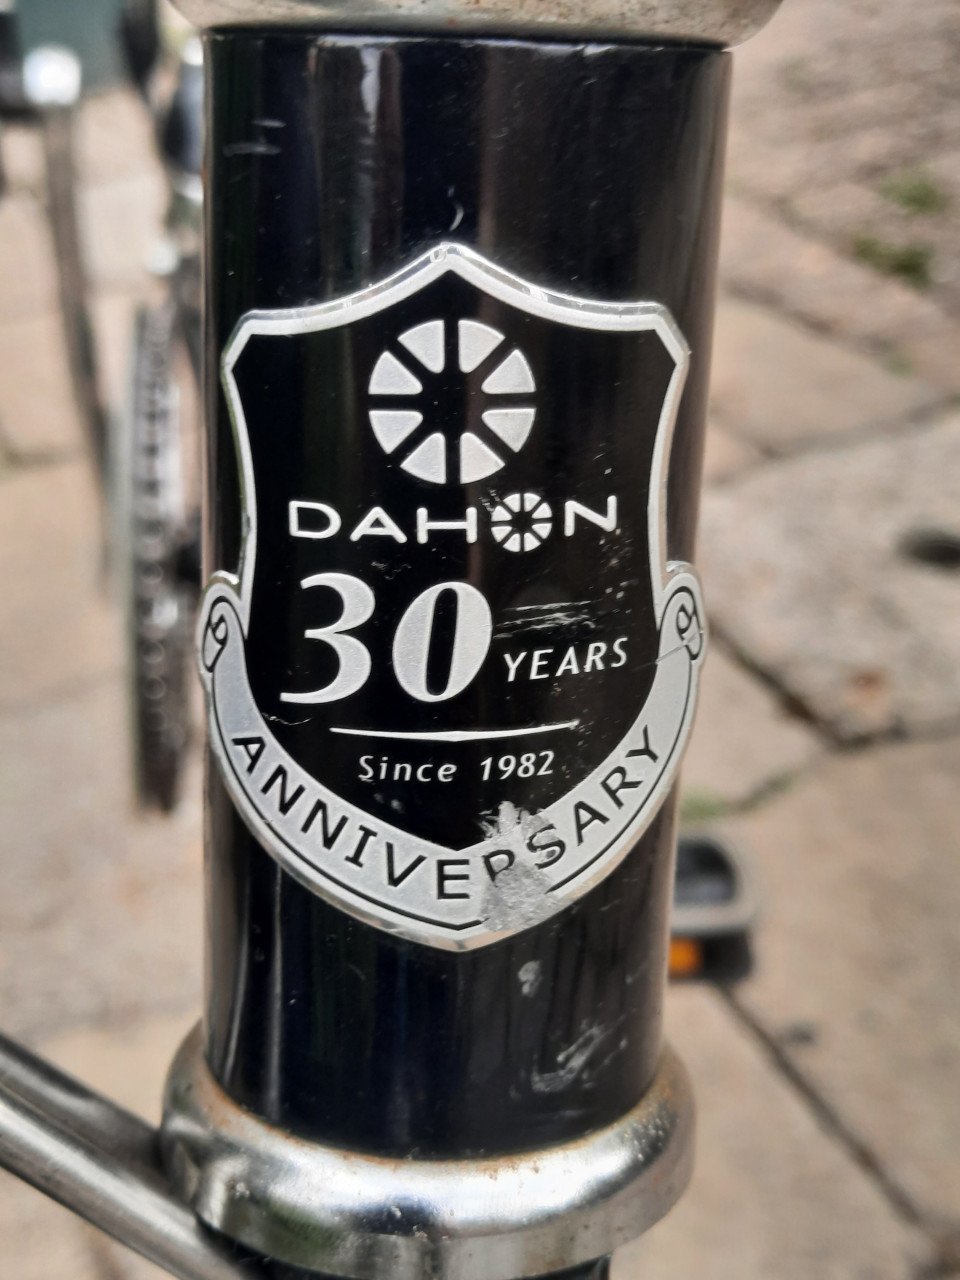 DAHON
30 YEARS
Since 1982
ANNIVERSARY